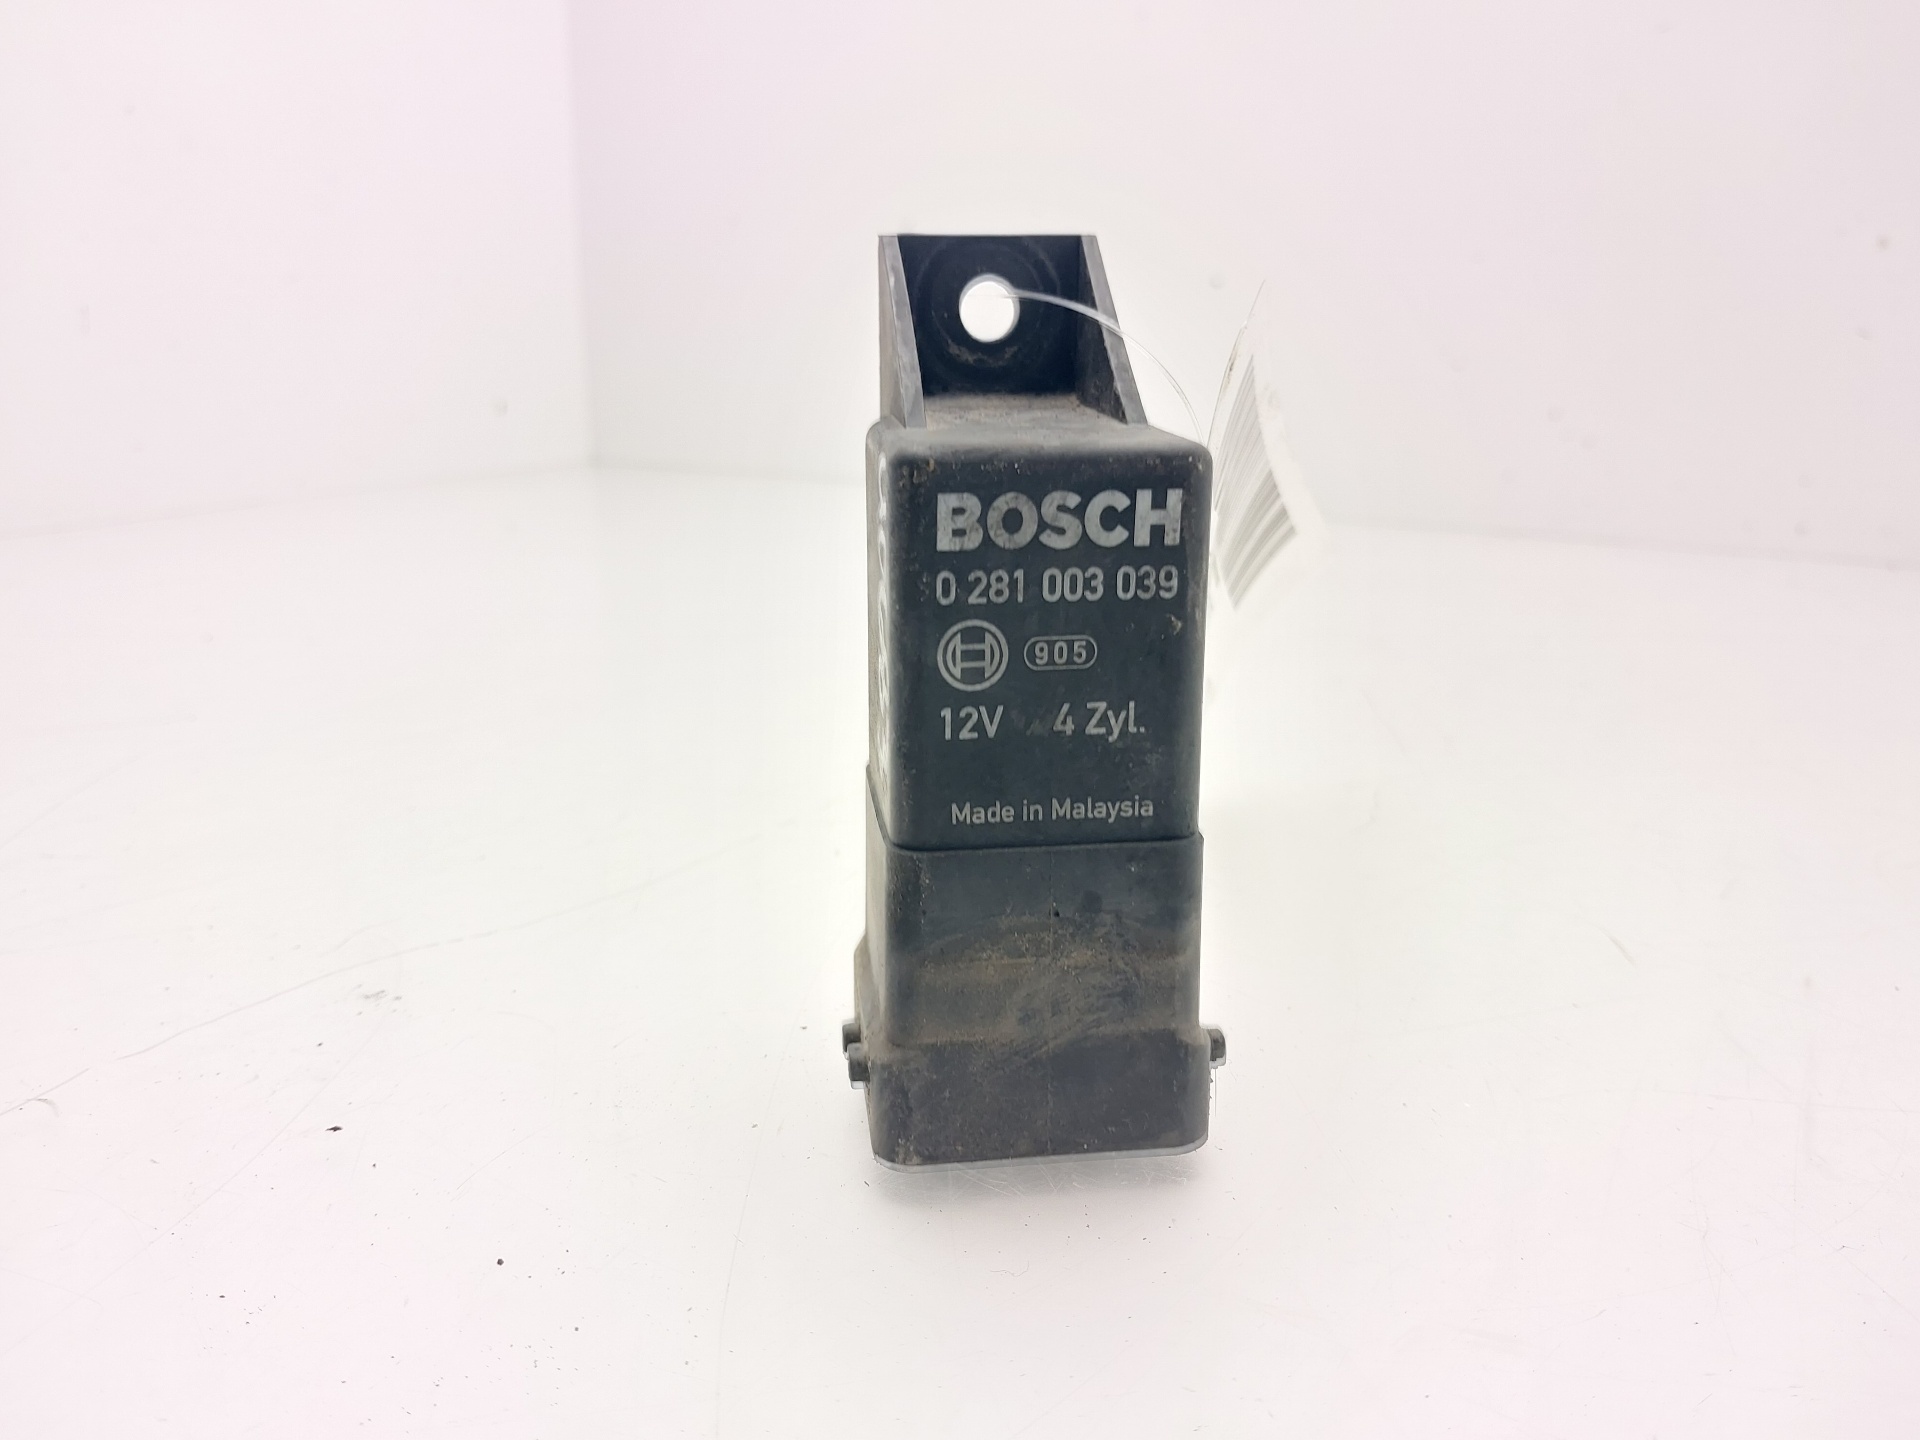 BOSCH
0 281 003 039
905
12V 4 Zyl.
Made in Malaysia